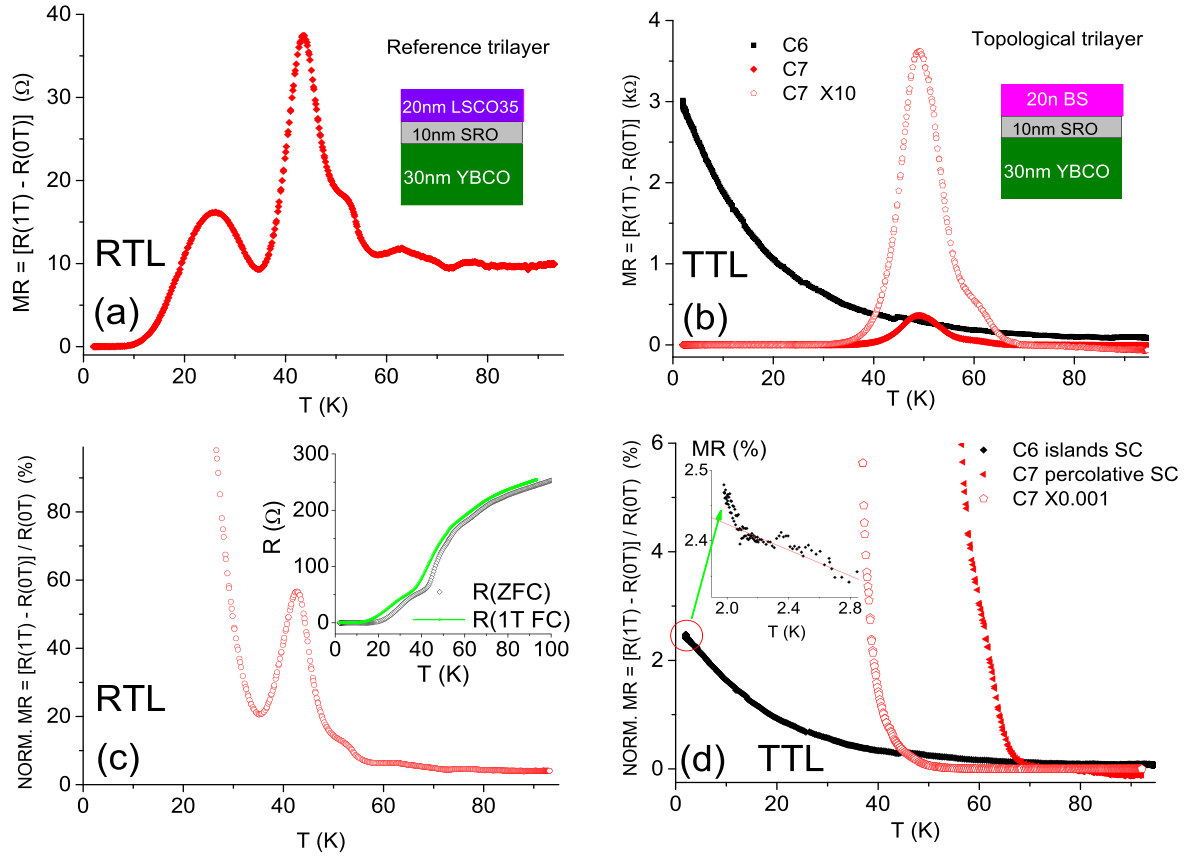 MR = [R(1T) - R(0T)] (Ω)
40
30
20
10
0
0 20 40 60 80
T (K)
Reference trilayer
20nm LSCO35
10nm SRO
30nm YBCO
RTL
(a)
MR = [R(1T) - R(0T)] (kΩ)
4
3
2
1
0
0 20 40 60 80
T (K)
C6
C7
C7 X10
Topological trilayer
20n BS
10nm SRO
30nm YBCO
TTL
(b)
NORM. MR = [R(1T) - R(0T)] / R(0T) (%)
80
60
40
20
0
0 20 40 60 80
T (K)
R (Ω)
300
200
100
0
0 20 40 60 80 100
T (K)
R(ZFC)
R(1T FC)
RTL
(c)
NORM. MR = [R(1T) - R(0T)] / R(0T) (%)
6
4
2
0
0 20 40 60 80
T (K)
C6 islands SC
C7 percolative SC
C7 X0.001
MR (%)
2.5
2.4
2.0 2.4 2.8
T (K)
(d)
TTL